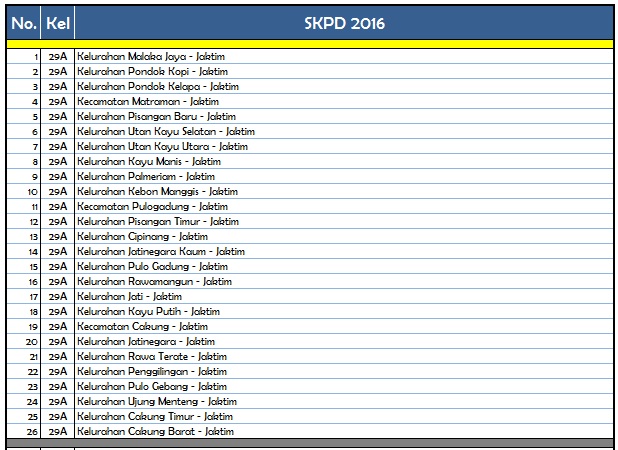 No. Kel SKPD 2016
1 29A Kelurahan Malaka Jaya - Jaktim
2 29A Kelurahan Pondok Kopi - Jaktim
3 29A Kelurahan Pondok Kelapa - Jaktim
4 29A Kecamatan Matraman - Jaktim
5 29A Kelurahan Pisangan Baru - Jaktim
6 29A Kelurahan Utan Kayu Selatan - Jaktim
7 29A Kelurahan Utan Kayu Utara - Jaktim
8 29A Kelurahan Kayu Manis - Jaktim
9 29A Kelurahan Palmeriam - Jaktim
10 29A Kelurahan Kebon Manggis - Jaktim
11 29A Kecamatan Pulogadung - Jaktim
12 29A Kelurahan Pisangan Timur - Jaktim
13 29A Kelurahan Cipinang - Jaktim
14 29A Kelurahan Jatinegara Kaum - Jaktim
15 29A Kelurahan Pulo Gadung - Jaktim
16 29A Kelurahan Rawamangun - Jaktim
17 29A Kelurahan Jati - Jaktim
18 29A Kelurahan Kayu Putih - Jaktim
19 29A Kecamatan Cakung - Jaktim
20 29A Kelurahan Jatinegara - Jaktim
21 29A Kelurahan Rawa Terate - Jaktim
22 29A Kelurahan Penggilingan - Jaktim
23 29A Kelurahan Pulo Gebang - Jaktim
24 29A Kelurahan Ujung Menteng - Jaktim
25 29A Kelurahan Cakung Timur - Jaktim
26 29A Kelurahan Cakung Barat - Jaktim